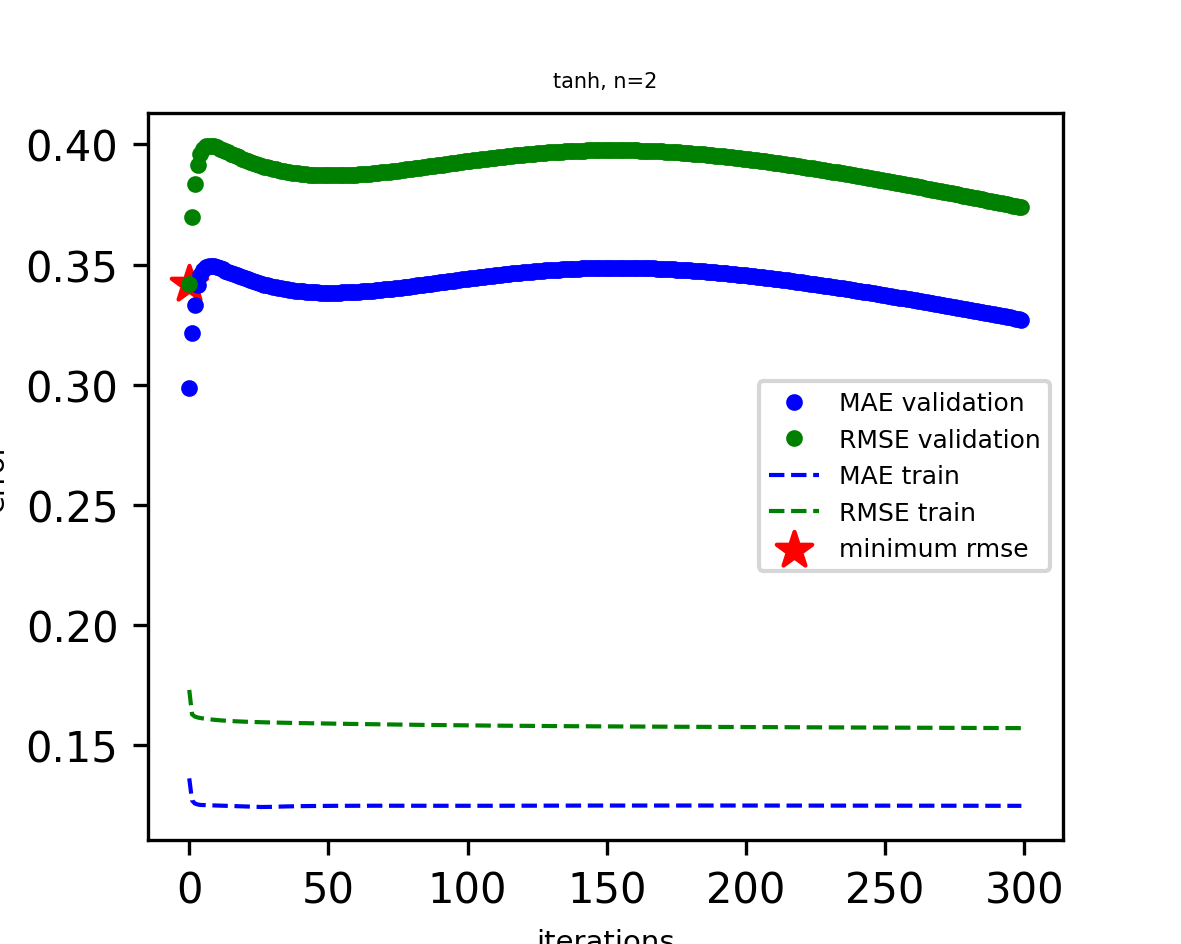 tanh, n=2
0.40
0.35
0.30
0.25
0.20
0.15
MAE validation
RMSE validation
MAE train
RMSE train
minimum rmse
0 50 100 150 200 250 300
iterations